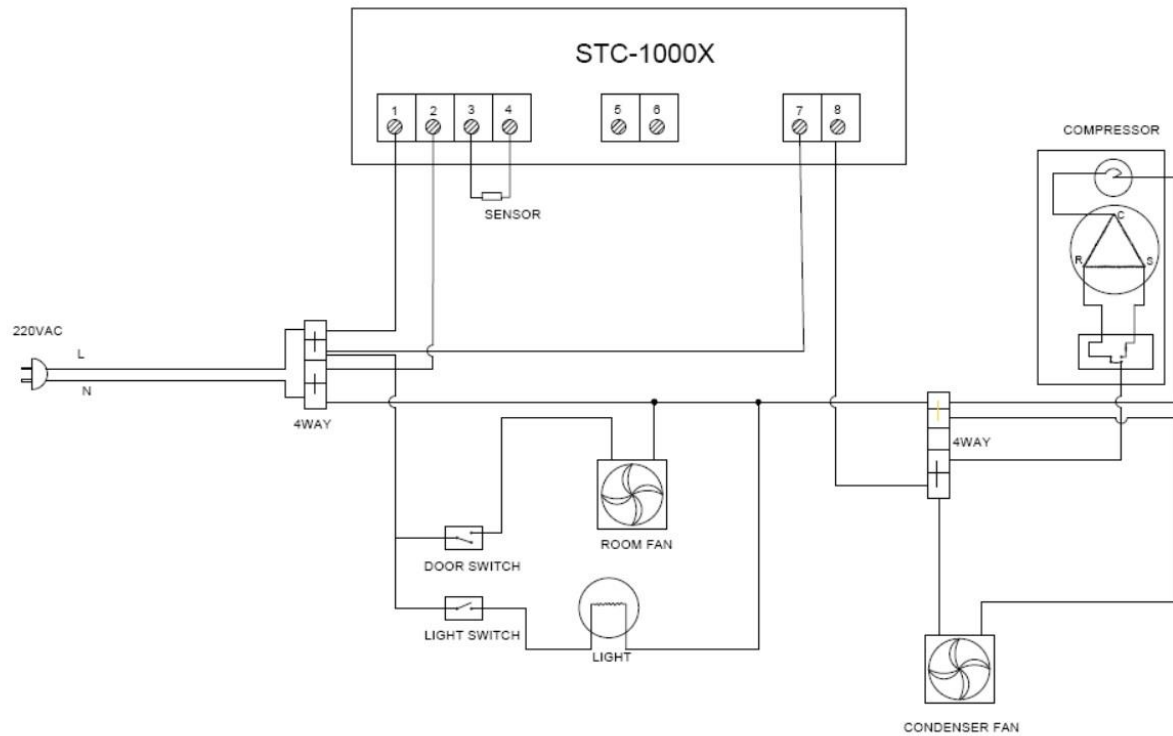 STC-1000X
1 2 3 4 5 6 7 8
COMPRESSOR
SENSOR
C
R S
220VAC
L
N
4WAY
4WAY
ROOM FAN
DOOR SWITCH
LIGHT SWITCH
LIGHT
CONDENSER FAN